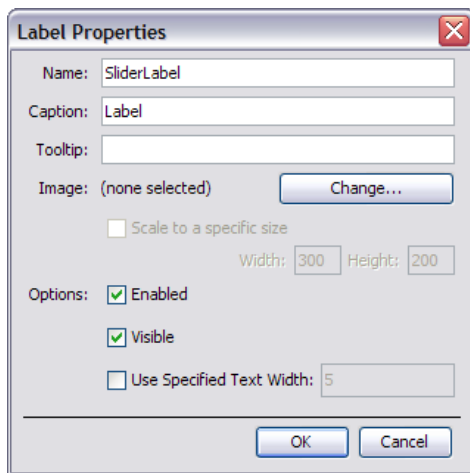 Label Properties
Name: SliderLabel
Caption: Label
Tooltip:
Image: (none selected) Change...
Scale to a specific size
Width: 300 Height: 200
Options: Enabled
Visible
Use Specified Text Width: 5
OK Cancel